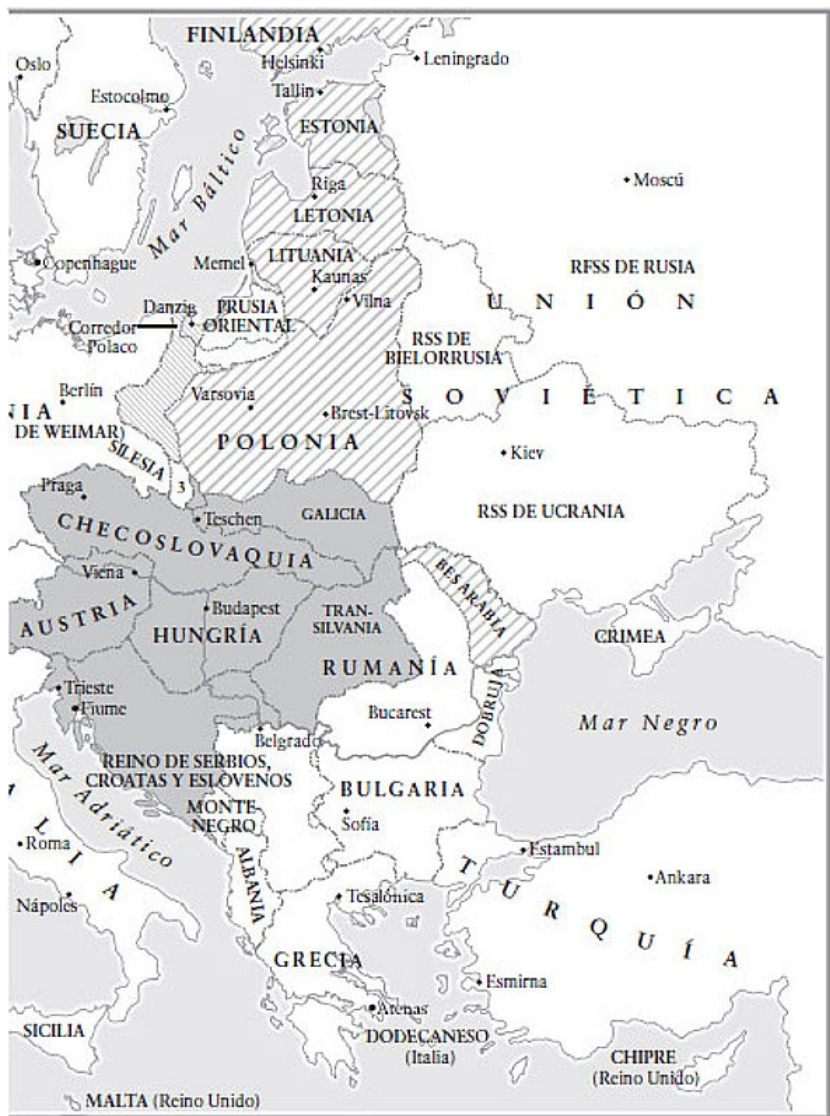 FINLANDIA
Oslo
Helsinki
Leningrado
Tallin
Estocolmo
SUECIA
ESTONIA
Mar Báltico
Riga
Moscú
LETONIA
LITUANIA
Copenhague
Memel
Kaunas
RFSS DE RUSIA
Vilna
UNIÓN
Danzig
PRUSIA
ORIENTAL
Corredor
Polaco
RSS DE
BIELORRUSIA
Berlín
Varsovia
SOVIÉTICA
NIA
Brest-Litovsk
DE WEIMAR)
POLONIA
SILESIA
Kiev
3
Praga
Teschen
GALICIA
RSS DE UCRANIA
CHECOSLOVAQUIA
Viena
BESARABIA
AUSTRIA
Budapest
HUNGRÍA
TRAN-
SILVANIA
CRIMEA
RUMANÍA
Trieste
Fiume
Bucarest
DOBRUJA
Mar Negro
Belgrado
Mar Adriático
REINO DE SERBIOS,
CROATAS Y ESLOVENOS
BULGARIA
MONTE-
NEGRO
Sofía
ALIA
Roma
Estambul
ALBANIA
TURQUÍA
Ankara
Nápoles
Tesalónica
GRECIA
Esmirna
Atenas
SICILIA
DODECANESO
(Italia)
CHIPRE
(Reino Unido)
MALTA (Reino Unido)